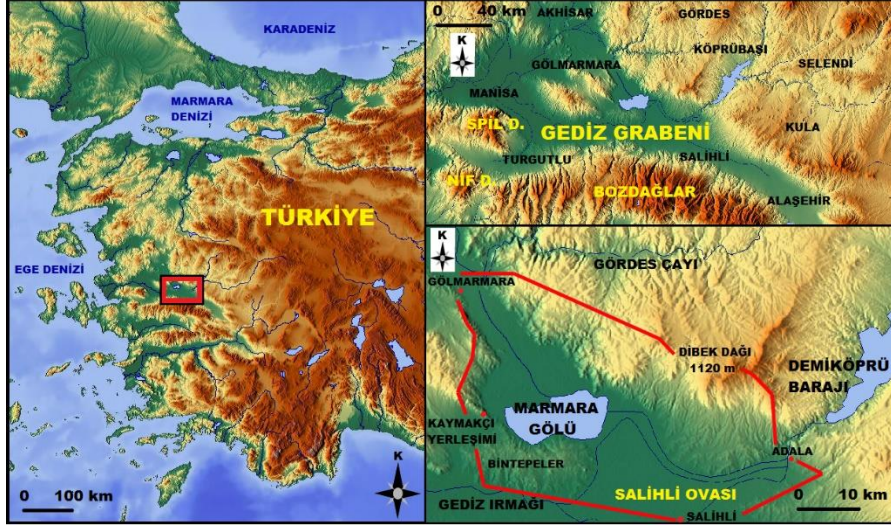 KARADENİZ
MARMARA
DENİZİ
TÜRKİYE
EGE DENİZİ
0 100 km
0 40 km
AKHİSAR
GÖRDES
K
KÖPRÜBAŞI
GÖLMARMARA
SELENDİ
MANİSA
SPİL D.
GEDİZ GRABENİ
KULA
TURGUTLU
SALİHLİ
NİF D.
BOZDAĞLAR
ALAŞEHİR
K
GÖRDES ÇAYI
GÖLMARMARA
DİBEK DAĞI
1120 m
DEMİKÖPRÜ
BARAJI
MARMARA
GÖLÜ
KAYMAKÇI
YERLEŞİMİ
ADALA
BİNTEPELER
SALİHLİ OVASI
GEDİZ IRMAĞI
SALİHLİ
0 10 km
K